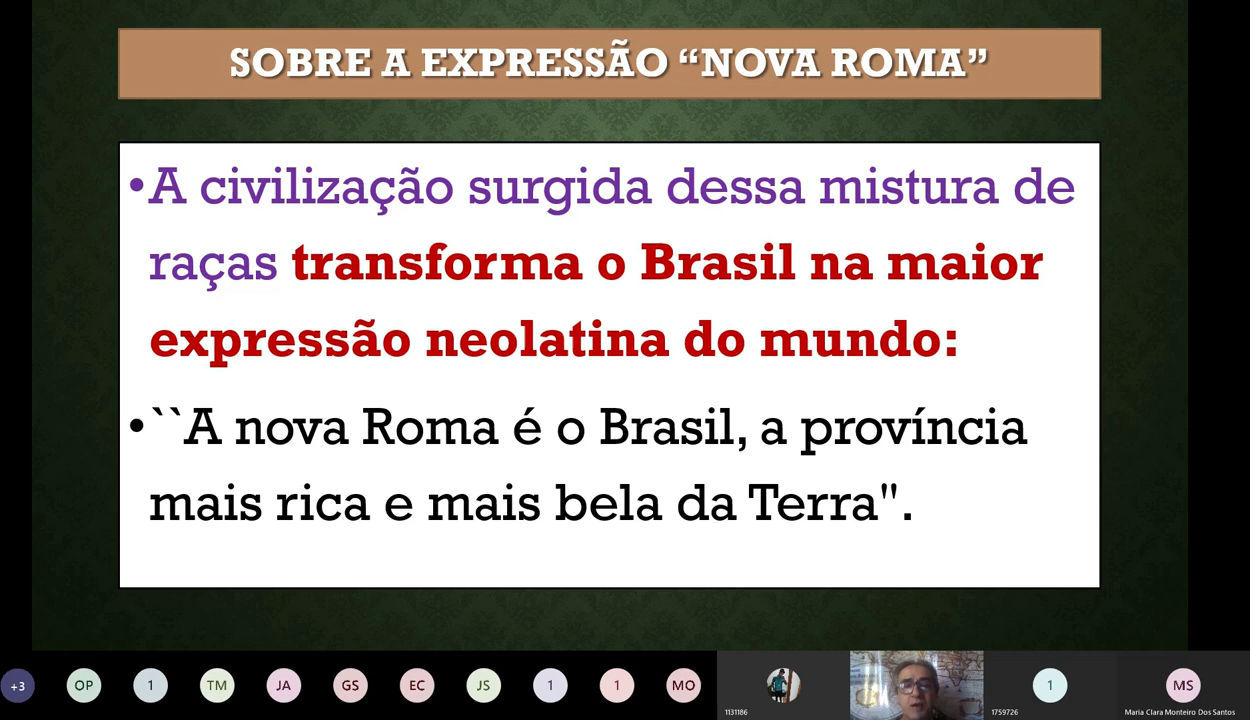 SOBRE A EXPRESSÃO “NOVA ROMA”
•A civilização surgida dessa mistura de
raças transforma o Brasil na maior
expressão neolatina do mundo:
•``A nova Roma é o Brasil, a província
mais rica e mais bela da Terra".
+3 OP 1 TM JA GS EC JS 1 1 MO 1 MS
1131186 1759726 Maria Clara Monteiro Dos Santos